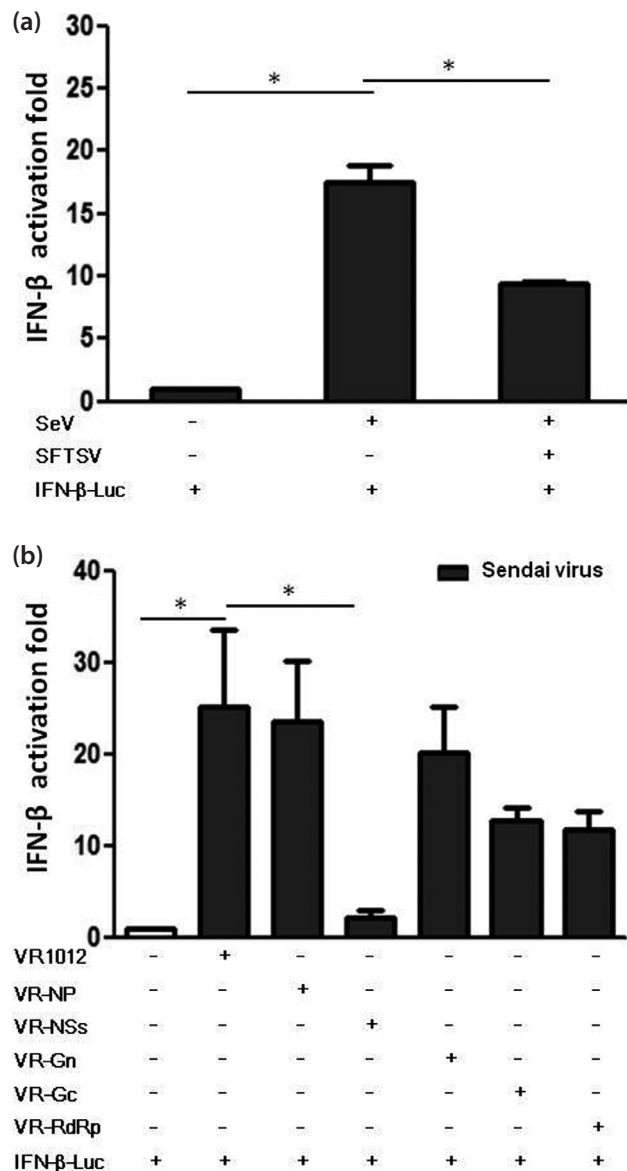 (a)
IFN-β activation fold
30
25
20
15
10
5
0
*
*
SeV - + +
SFTSV - - +
IFN-β-Luc + + +
(b)
IFN-β activation fold
40
30
20
10
0
*
*
Sendai virus
VR1012 - + - - - - -
VR-NP - - + - - - -
VR-NSs - - - + - - -
VR-Gn - - - - + - -
VR-Gc - - - - - + -
VR-RdRp - - - - - - +
IFN-β-Luc + + + + + + +